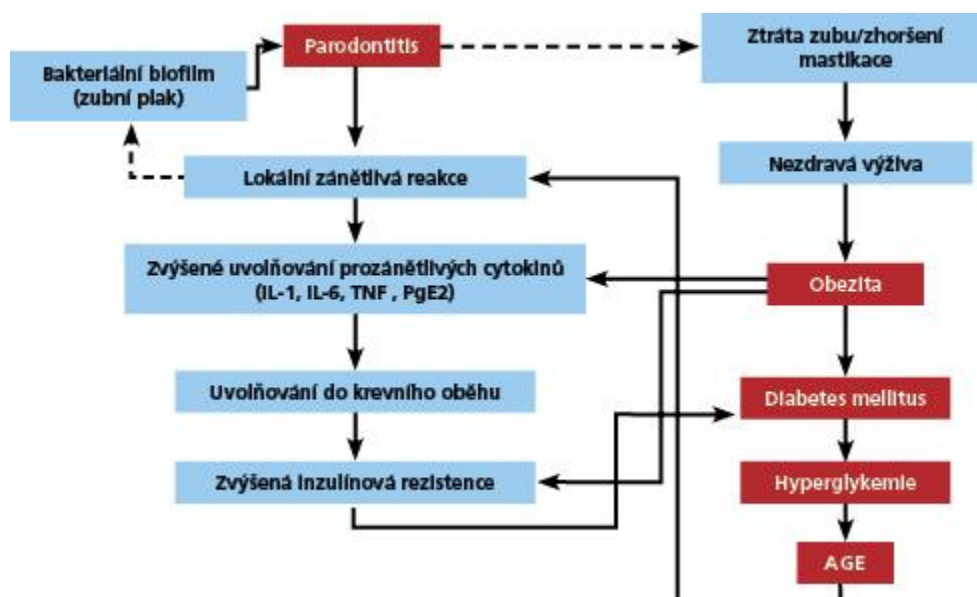 Parodontitis
Ztráta zubu/zhoršení
mastikace
Bakteriální biofilm
(zubní plak)
Lokální zánětlivá reakce
Nezdravá výživa
Zvýšené uvolňování prozánětlivých cytokinů
(IL-1, IL-6, TNF , PgE2)
Obezita
Uvolňování do krevního oběhu
Diabetes mellitus
Zvýšená inzulínová rezistence
Hyperglykemie
AGE